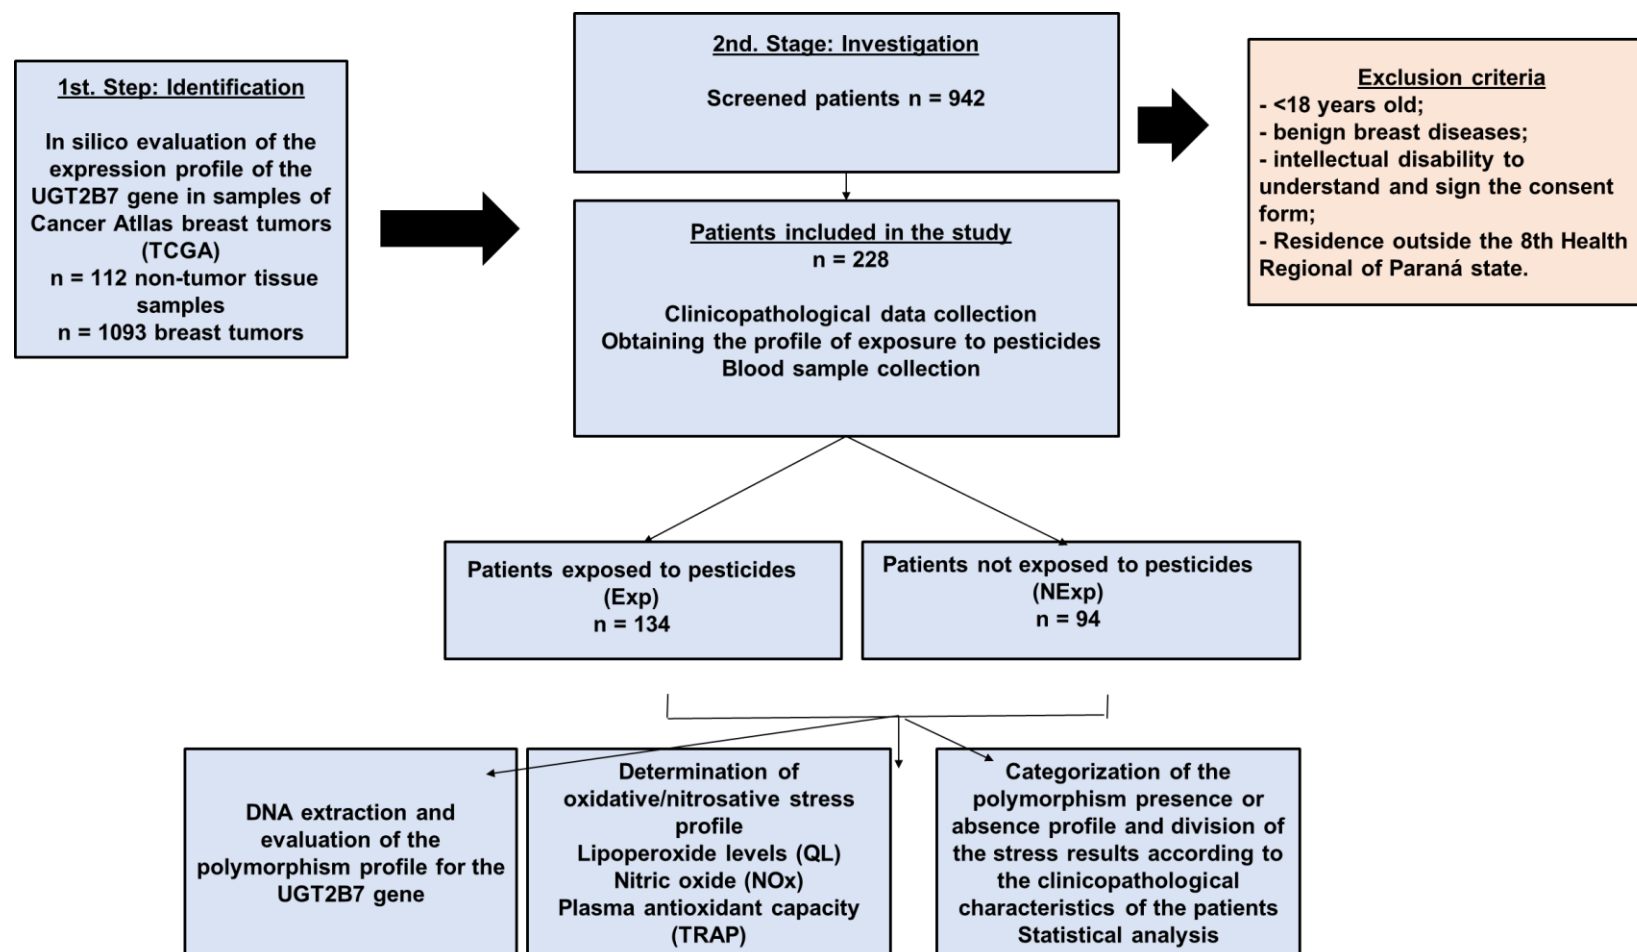 1st. Step: Identification
In silico evaluation of the
expression profile of the
UGT2B7 gene in samples of
Cancer Atllas breast tumors
(TCGA)
n = 112 non-tumor tissue
samples
n = 1093 breast tumors
2nd. Stage: Investigation
Screened patients n = 942
Exclusion criteria
- <18 years old;
- benign breast diseases;
- intellectual disability to
understand and sign the consent
form;
- Residence outside the 8th Health
Regional of Paraná state.
Patients included in the study
n = 228
Clinicopathological data collection
Obtaining the profile of exposure to pesticides
Blood sample collection
Patients exposed to pesticides
(Exp)
n = 134
Patients not exposed to pesticides
(NExp)
n = 94
DNA extraction and
evaluation of the
polymorphism profile for the
UGT2B7 gene
Determination of
oxidative/nitrosative stress
profile
Lipoperoxide levels (QL)
Nitric oxide (NOx)
Plasma antioxidant capacity
(TRAP)
Categorization of the
polymorphism presence or
absence profile and division of
the stress results according to
the clinicopathological
characteristics of the patients
Statistical analysis